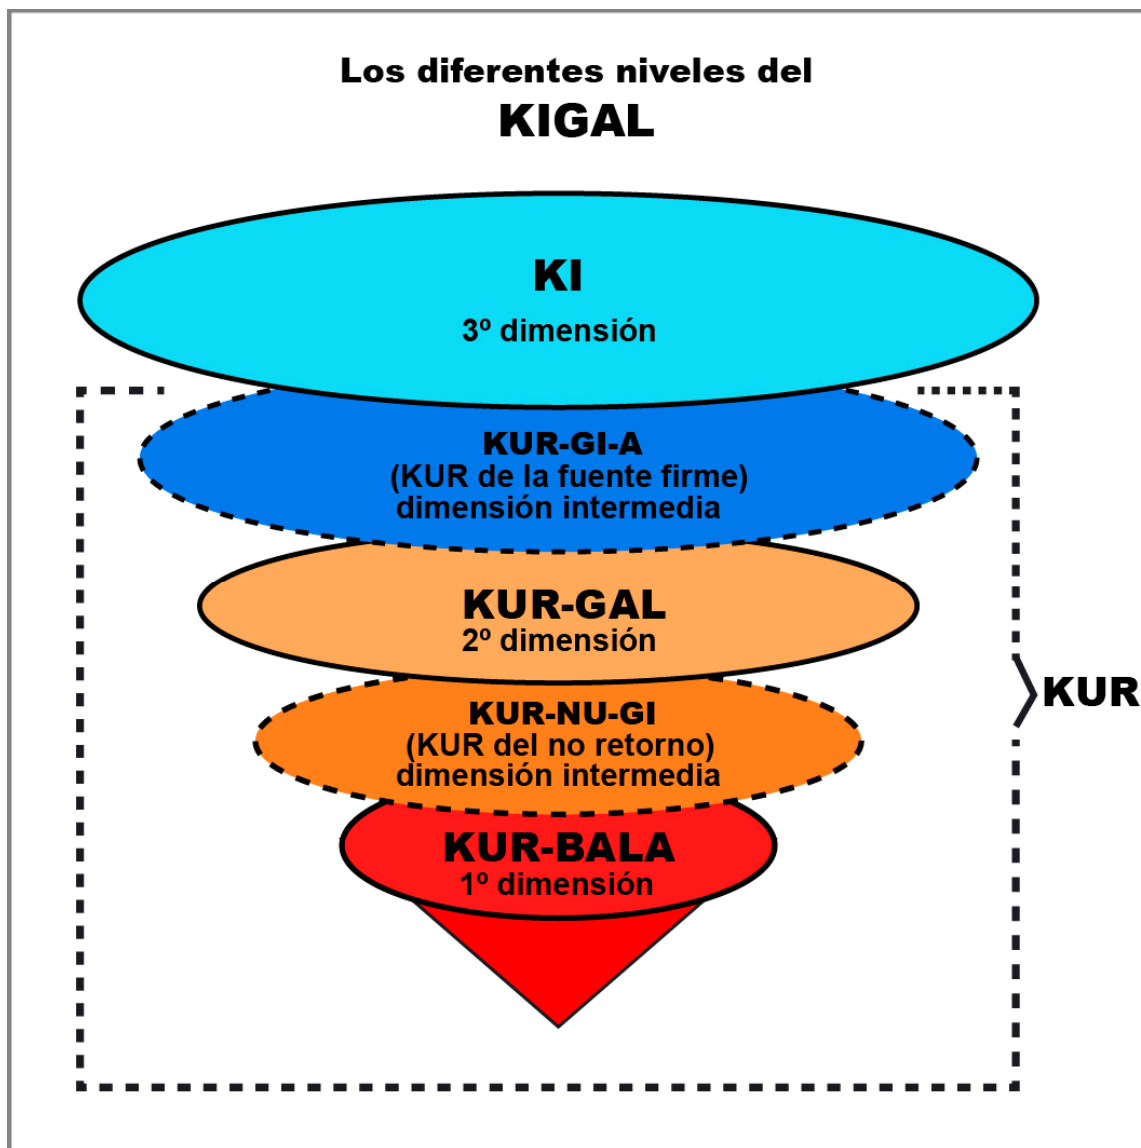 Los diferentes niveles del
KIGAL
KI
3º dimensión
KUR-GI-A
(KUR de la fuente firme)
dimensión intermedia
KUR-GAL
2º dimensión
KUR-NU-GI
(KUR del no retorno)
dimensión intermedia
KUR
KUR-BALA
1º dimensión